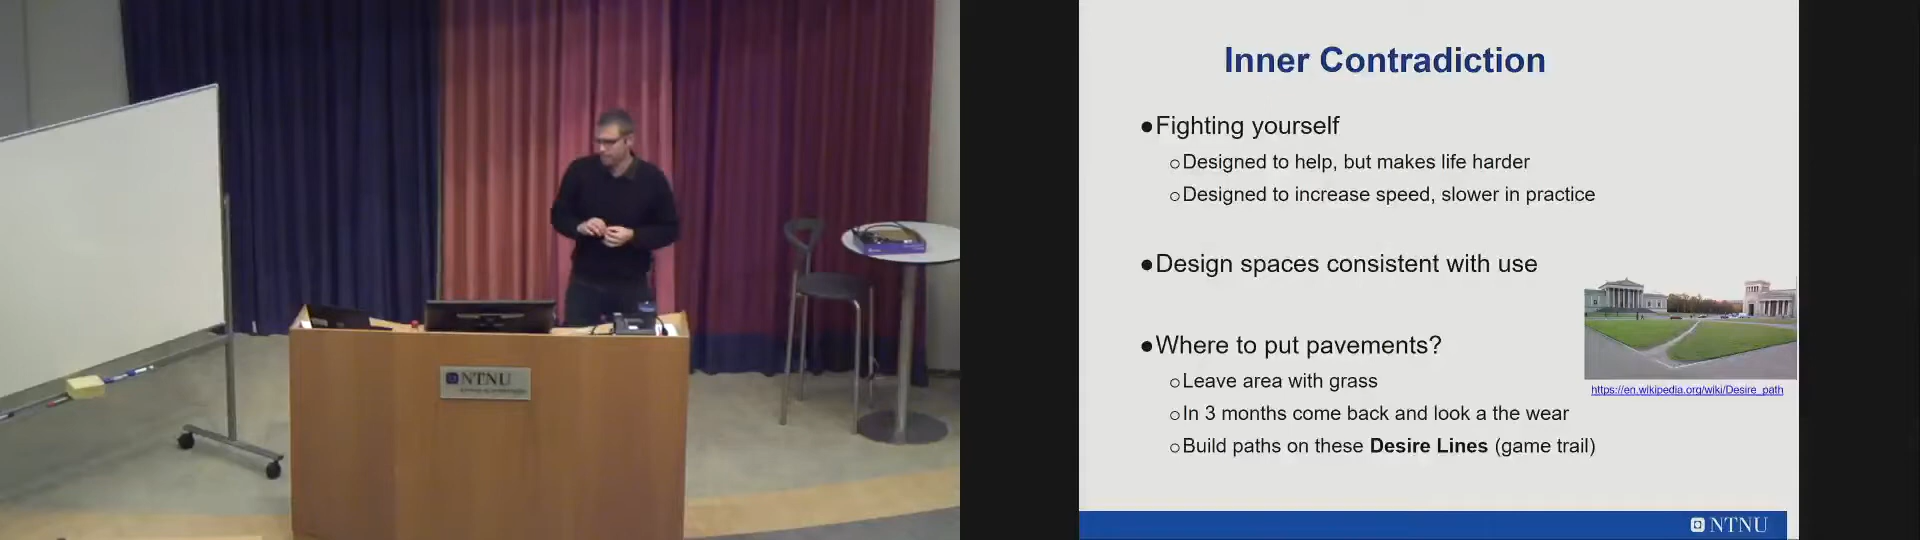 NTNU
Inner Contradiction
●Fighting yourself
○Designed to help, but makes life harder
○Designed to increase speed, slower in practice
●Design spaces consistent with use
●Where to put pavements?
○Leave area with grass
○In 3 months come back and look a the wear
○Build paths on these Desire Lines (game trail)
https://en.wikipedia.org/wiki/Desire_path
NTNU